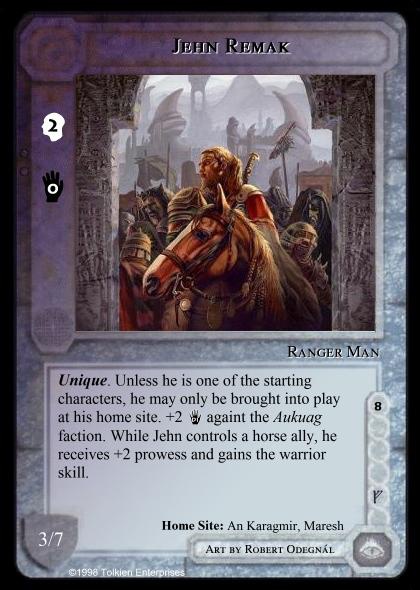 JEHN REMAK
2
0
RANGER MAN
Unique. Unless he is one of the starting
characters, he may only be brought into play
at his home site. +2 againt the Aukuag
faction. While Jehn controls a horse ally, he
receives +2 prowess and gains the warrior
skill.
8
Home Site: An Karagmir, Maresh
3/7
ART BY ROBERT ODEGNÁL
©1998 Tolkien Enterprises